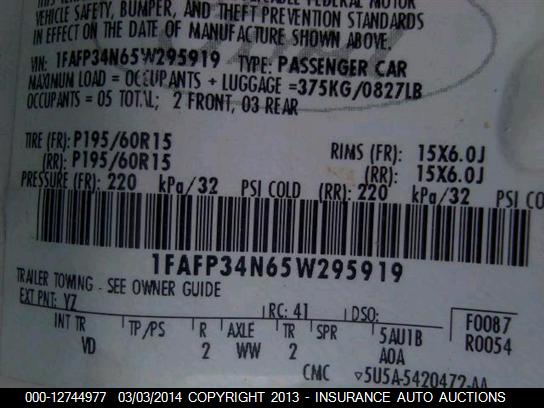 FEDERAL MOTOR
VEHICLE SAFETY, BUMPER, AND THEFT PREVENTION STANDARDS
IN EFFECT ON THE DATE OF MANUFACTURE SHOWN ABOVE.
VIN: 1FAFP34N65W295919 TYPE: PASSENGER CAR
MAXIMUM LOAD = OCCUPANTS + LUGGAGE =375KG/0827LB
OCCUPANTS = 05 TOTAL; 2 FRONT, 03 REAR
TIRE (FR): P195/60R15 RIMS (FR): 15X6.0J
(RR): P195/60R15 (RR): 15X6.0J
PRESSURE (FR): 220 kPa/32 PSI COLD (RR): 220 kPa/32 PSI COLD
1FAFP34N65W295919
TRAILER TOWING - SEE OWNER GUIDE
EXT PNT: YZ RC: 41 DSO: F0087
INT TR TP/PS R AXLE TR SPR 5AU1B R0054
VD 2 WW 2 A0A
CMC ▽5U5A-5420472-AA
000-12744977 03/03/2014 COPYRIGHT 2013 - INSURANCE AUTO AUCTIONS